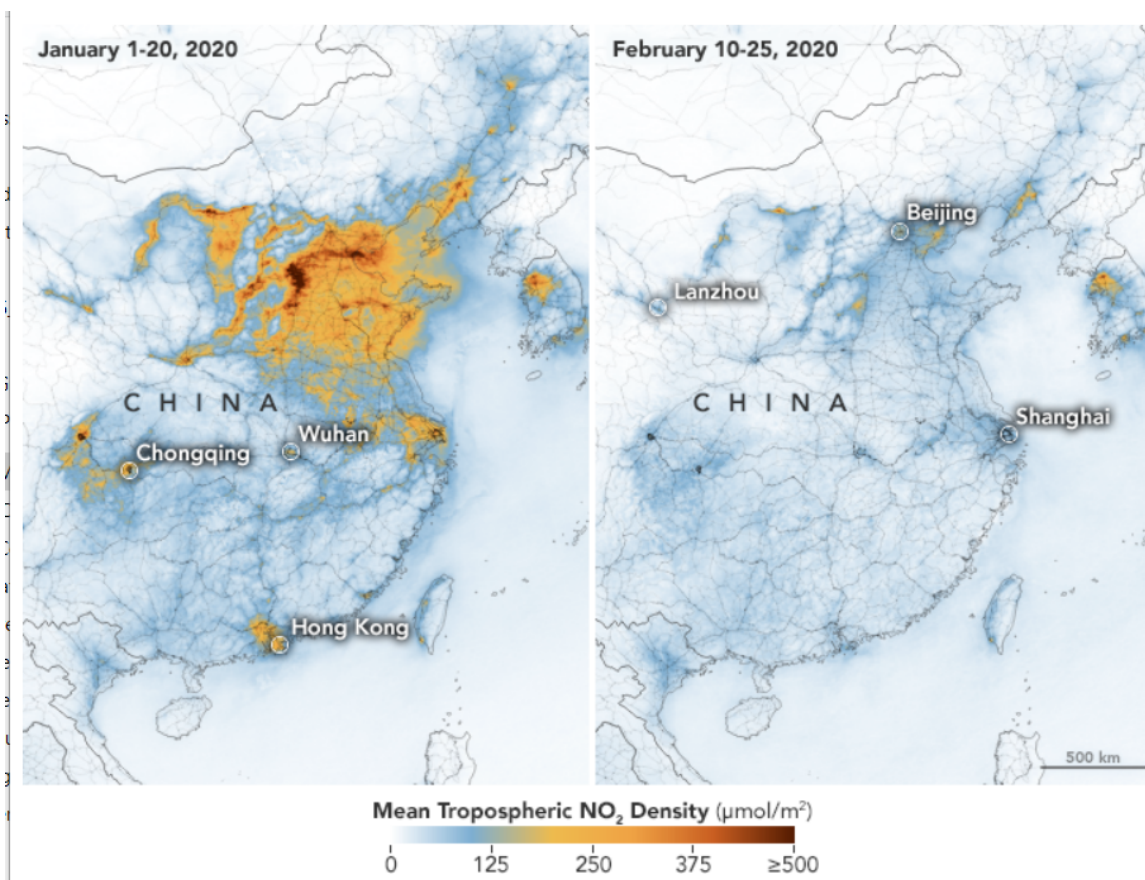 January 1-20, 2020
CHINA
Wuhan
Chongqing
Hong Kong
February 10-25, 2020
Beijing
Lanzhou
CHINA
Shanghai
500 km
Mean Tropospheric NO₂ Density (µmol/m²)
0 125 250 375 ≥500